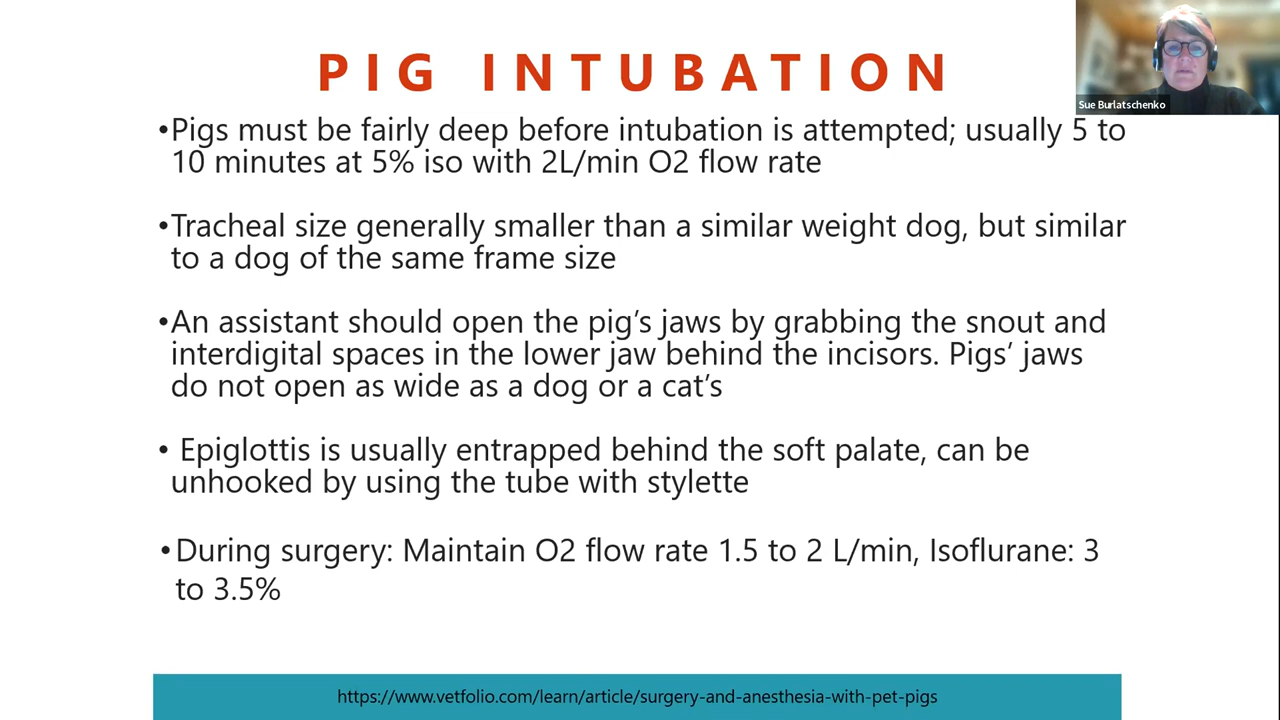 PIG INTUBATION
Sue Burlatschenko
•Pigs must be fairly deep before intubation is attempted; usually 5 to
10 minutes at 5% iso with 2L/min O2 flow rate
•Tracheal size generally smaller than a similar weight dog, but similar
to a dog of the same frame size
•An assistant should open the pig’s jaws by grabbing the snout and
interdigital spaces in the lower jaw behind the incisors. Pigs’ jaws
do not open as wide as a dog or a cat’s
• Epiglottis is usually entrapped behind the soft palate, can be
unhooked by using the tube with stylette
•During surgery: Maintain O2 flow rate 1.5 to 2 L/min, Isoflurane: 3
to 3.5%
https://www.vetfolio.com/learn/article/surgery-and-anesthesia-with-pet-pigs